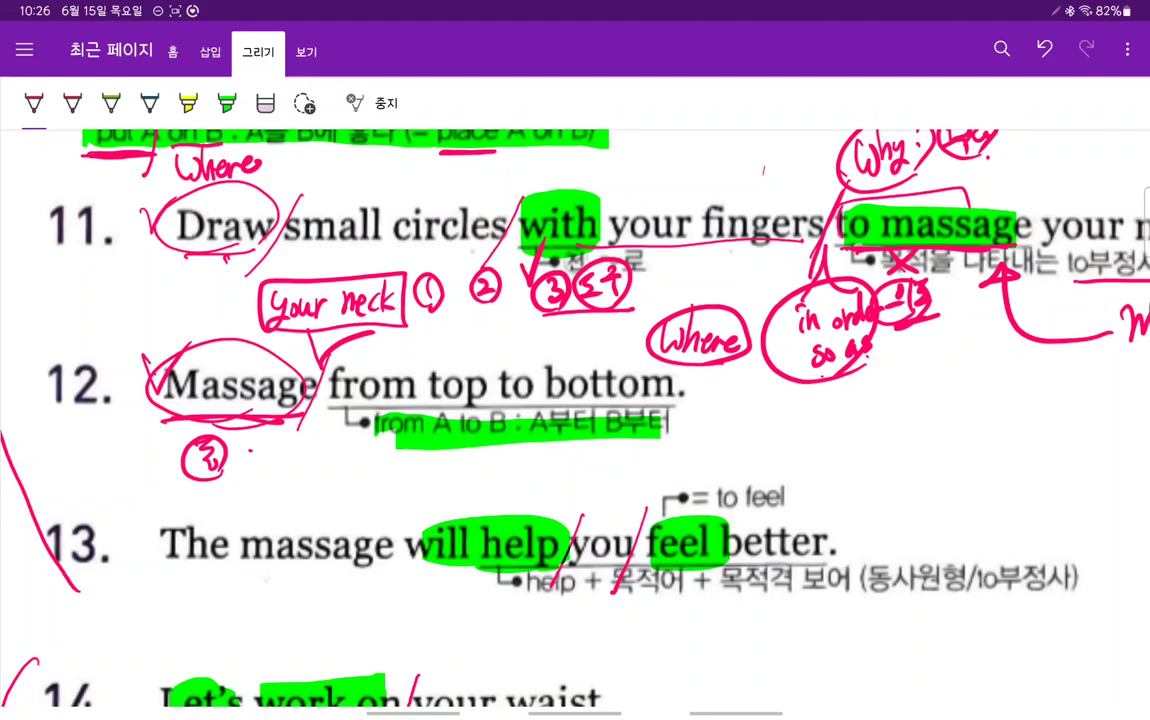 10:26 6월 15일 목요일 82%
최근 페이지 홈 삽입 그리기 보기
중지
put A on B : A를 B에 놓다 (= place A on B)
Where
Why?
11. Draw small circles with your fingers to massage your
목적을 나타내는 to부정사
your neck ① ② ③
in order
so as
Where
12. Massage from top to bottom.
from A to B : A부터 B부터
= to feel
13. The massage will help you feel better.
help + 목적어 + 목적격 보어 (동사원형/to부정사)
14. Let's work on your waist